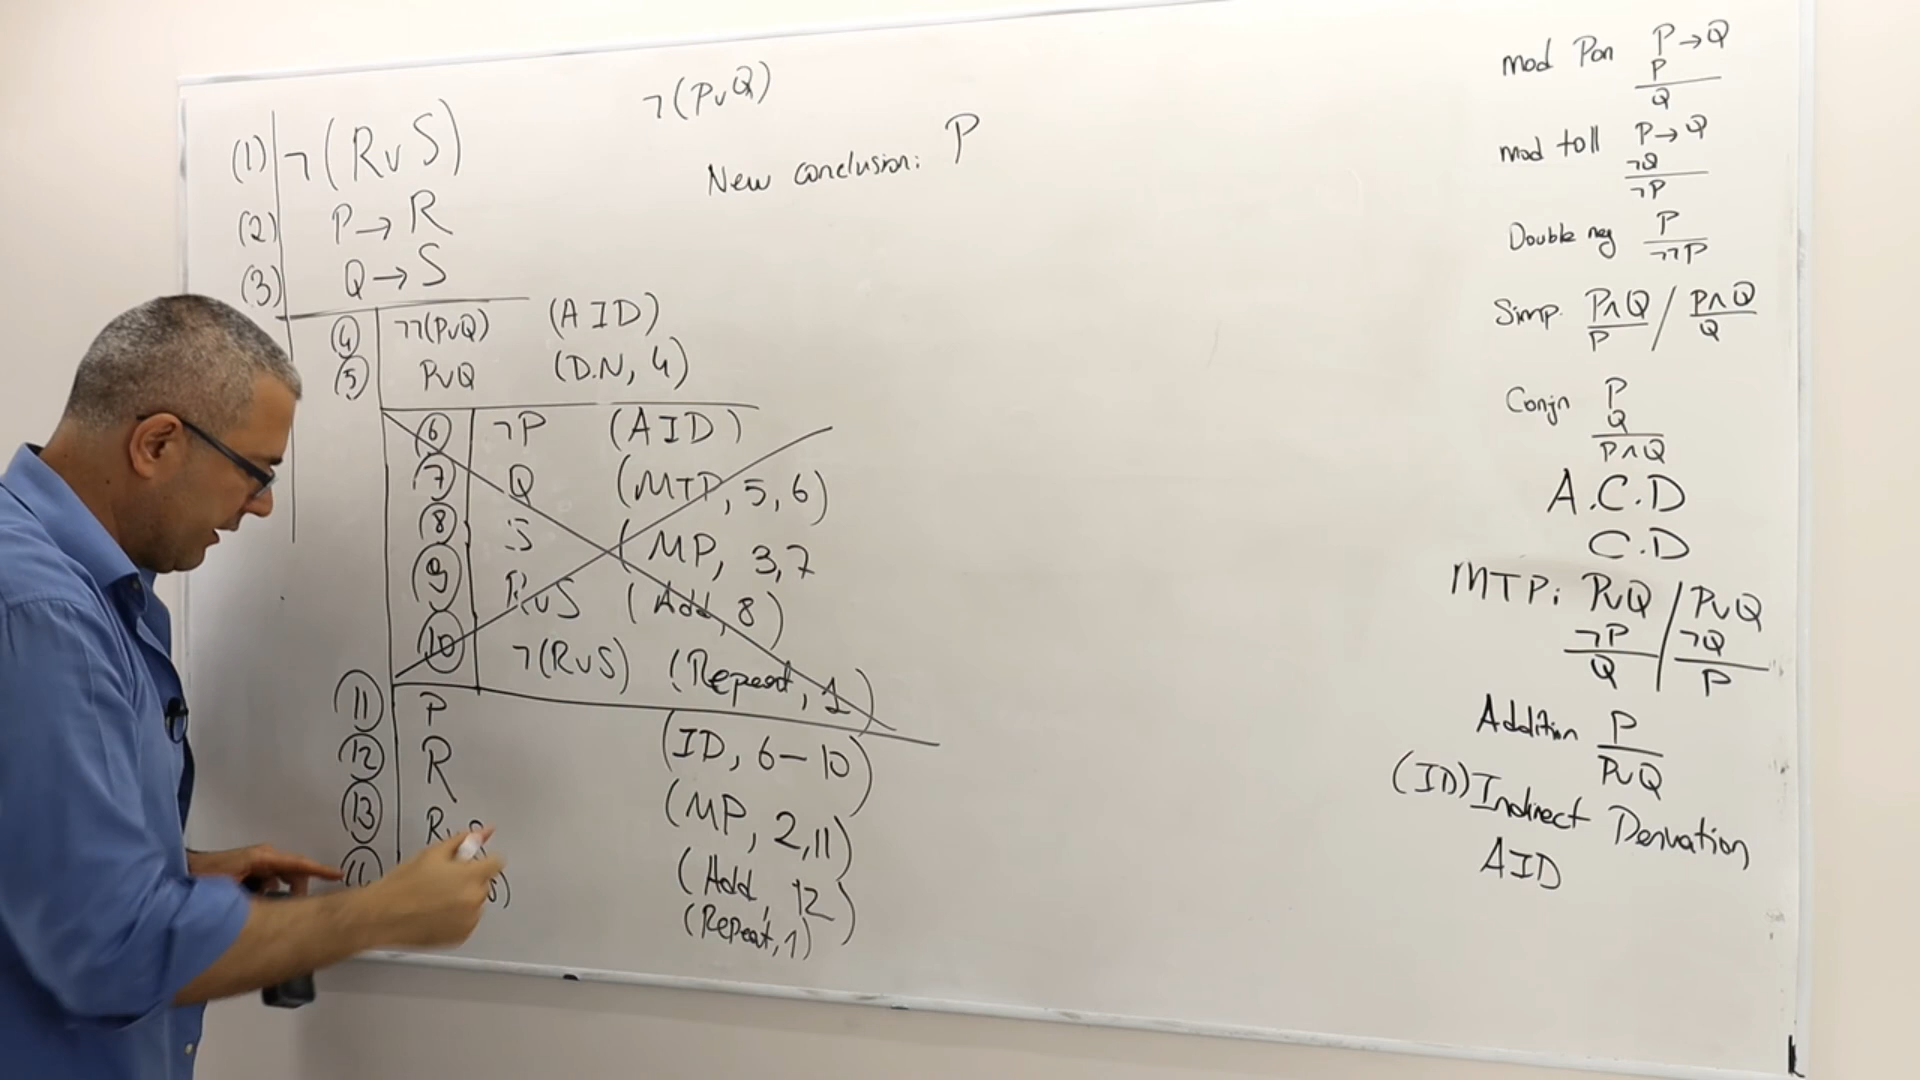 ¬(P∨Q)
New conclusion: P
(1) ¬(R∨S)
(2) P→R
(3) Q→S
(4) ¬¬(P∨Q) (AID)
(5) P∨Q (D.N, 4)
(6) ¬P (AID)
(7) Q (MTP, 5, 6)
(8) S (MP, 3,7
(9) R∨S (Add, 8)
(10) ¬(R∨S) (Repeat, 1)
(11) P (ID, 6–10)
(12) R (MP, 2,11)
(13) R∨ (Add, 12)
(Repeat, 1)
mod Pon P→Q
P
Q
mod toll P→Q
¬Q
¬P
Double neg P
¬¬P
Simp. P∧Q / P∧Q
P Q
Conjn P
Q
P∧Q
A.C.D
C.D
MTP: P∨Q / P∨Q
¬P ¬Q
Q P
Addition P
P∨Q
(ID) Indirect Derivation
AID